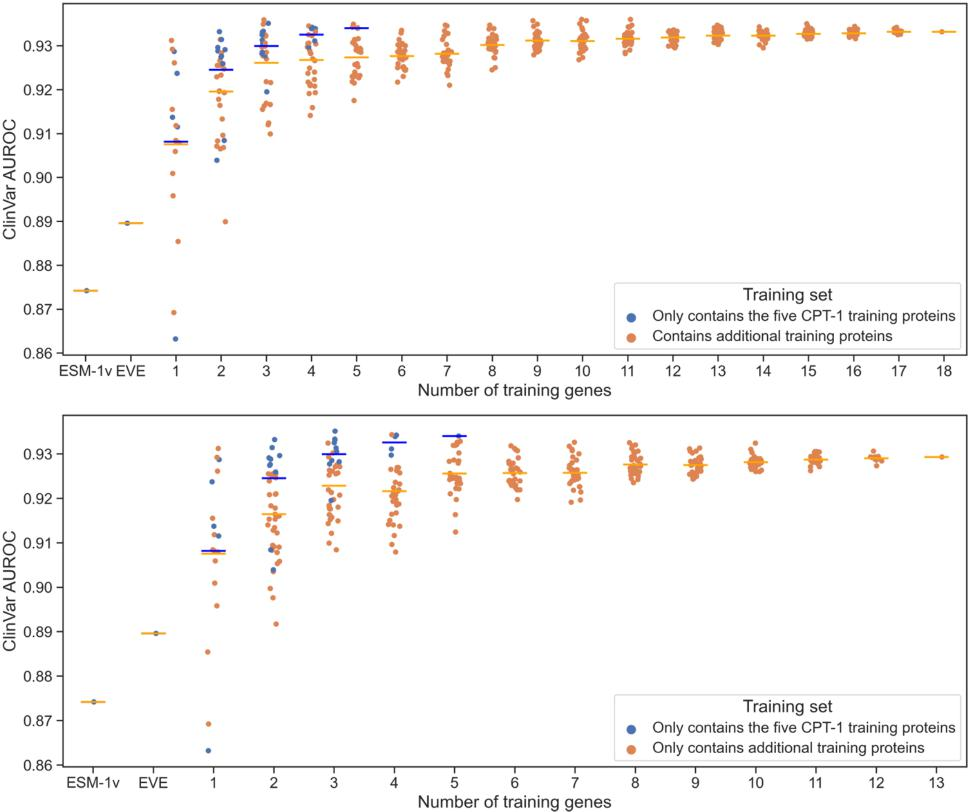 ClinVar AUROC
0.93
0.92
0.91
0.90
0.89
0.88
0.87
0.86
Training set
Only contains the five CPT-1 training proteins
Contains additional training proteins
ESM-1v EVE 1 2 3 4 5 6 7 8 9 10 11 12 13 14 15 16 17 18
Number of training genes
ClinVar AUROC
0.93
0.92
0.91
0.90
0.89
0.88
0.87
0.86
Training set
Only contains the five CPT-1 training proteins
Only contains additional training proteins
ESM-1v EVE 1 2 3 4 5 6 7 8 9 10 11 12 13
Number of training genes